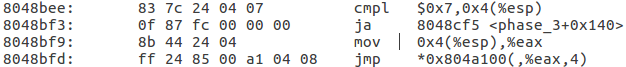 8048bee: 83 7c 24 04 07 cmpl $0x7,0x4(%esp)
8048bf3: 0f 87 fc 00 00 00 ja 8048cf5 <phase_3+0x140>
8048bf9: 8b 44 24 04 mov 0x4(%esp),%eax
8048bfd: ff 24 85 00 a1 04 08 jmp *0x804a100(,%eax,4)